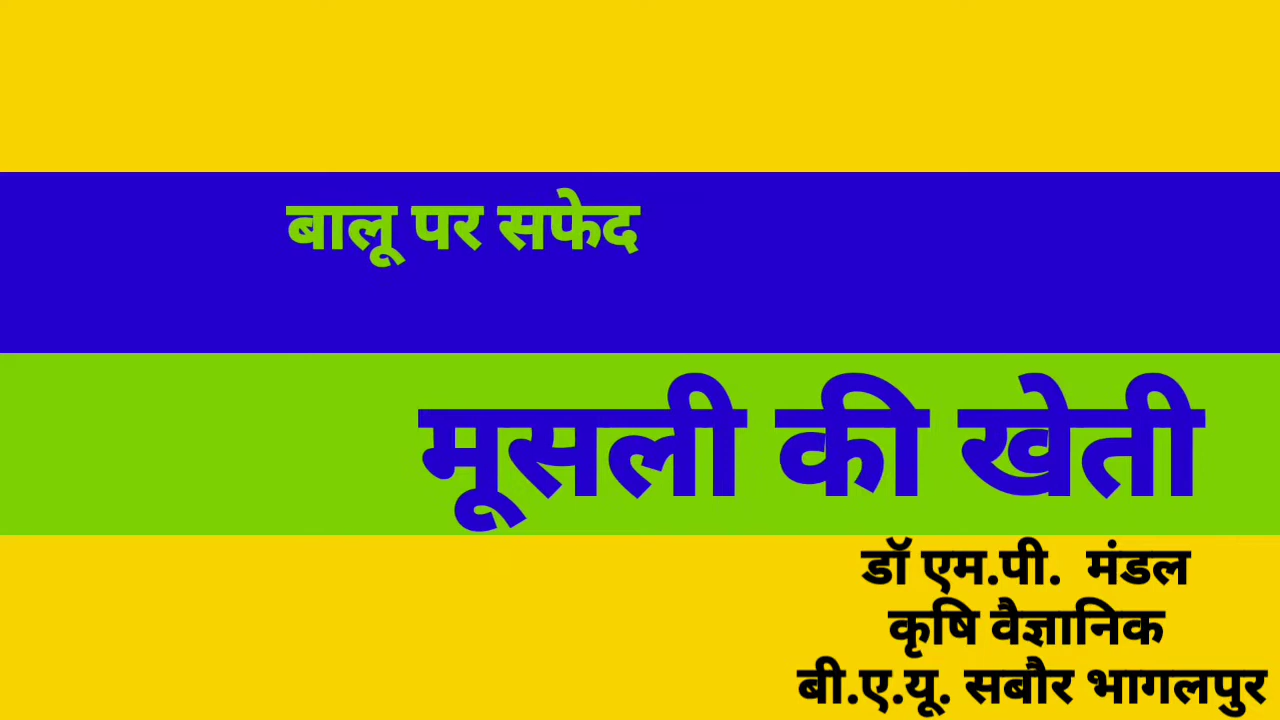 बालू पर सफेद
मूसली की खेती
डॉ एम.पी. मंडल
कृषि वैज्ञानिक
बी.ए.यू. सबौर भागलपुर